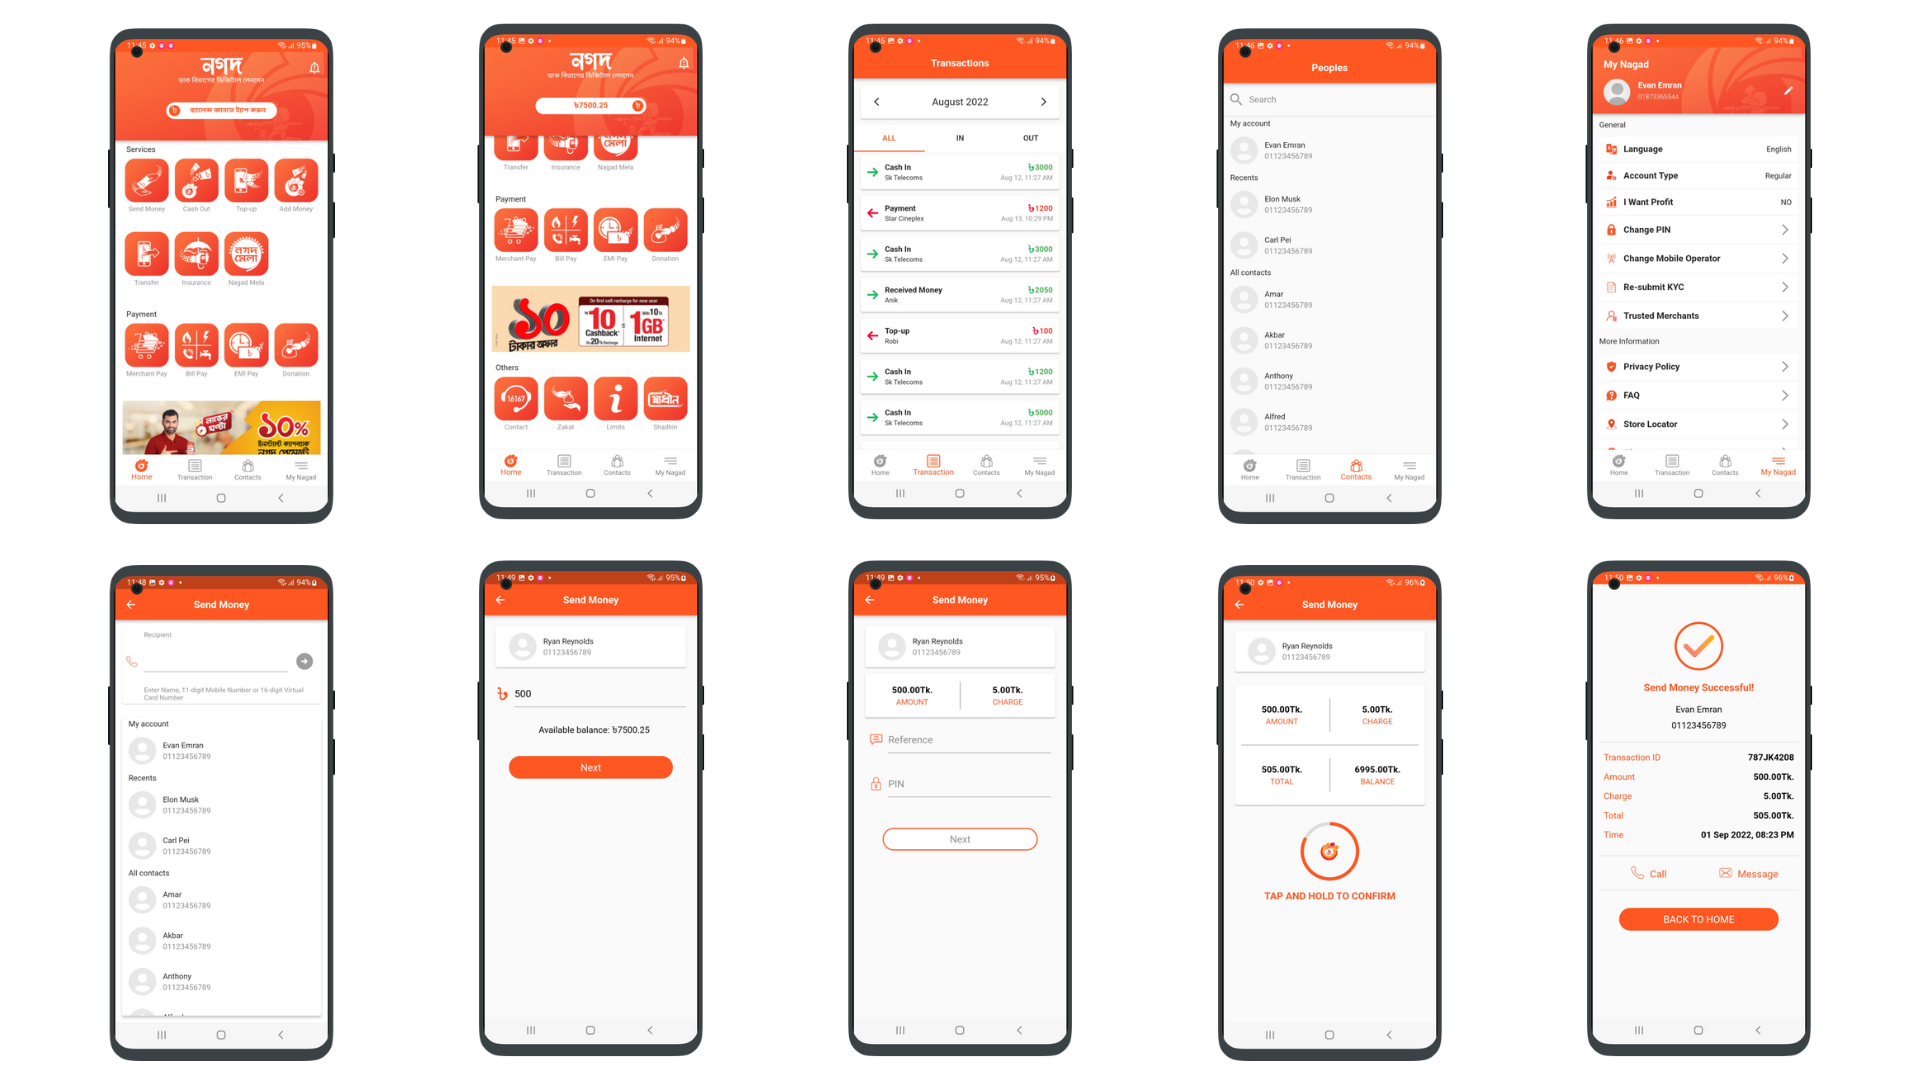 11:45 95%
নগদ
ডাক বিভাগের ডিজিটাল লেনদেন
ব্যালেন্স জানতে ট্যাপ করুন
Services
Send Money Cash Out Top-up Add Money
নগদ মেলা
Transfer Insurance Nagad Mela
Payment
Merchant Pay Bill Pay EMI Pay Donation
১০%
Home Transaction Contacts My Nagad
11:45 94%
নগদ
ডাক বিভাগের ডিজিটাল লেনদেন
৳7500.25
মেলা
Transfer Insurance Nagad Mela
Payment
Merchant Pay Bill Pay EMI Pay Donation
১০
টাকার অফার
On first self-recharge for new user
10
Cashback
On 20 Tk Recharge
With 10 Tk
1GB
Internet
Others
16167
স্বাধীন
Contact Zakat Limits Shadhin
Home Transaction Contacts My Nagad
11:45 94%
Transactions
August 2022
ALL IN OUT
Cash In ৳3000
Sk Telecoms Aug 12, 11:27 AM
Payment ৳1200
Star Cineplex Aug 13, 10:29 PM
Cash In ৳3000
Sk Telecoms Aug 12, 11:27 AM
Received Money ৳2050
Anik Aug 12, 11:27 AM
Top-up ৳100
Robi Aug 12, 11:27 AM
Cash In ৳1200
Sk Telecoms Aug 12, 11:27 AM
Cash In ৳5000
Sk Telecoms Aug 12, 11:27 AM
Home Transaction Contacts My Nagad
11:46 94%
Peoples
Search
My account
Evan Emran
01123456789
Recents
Elon Musk
01123456789
Carl Pei
01123456789
All contacts
Amar
01123456789
Akbar
01123456789
Anthony
01123456789
Alfred
01123456789
Home Transaction Contacts My Nagad
11:46 94%
My Nagad
Evan Emran
01873365544
General
Language English
Account Type Regular
I Want Profit NO
Change PIN
Change Mobile Operator
Re-submit KYC
Trusted Merchants
More Information
Privacy Policy
FAQ
Store Locator
Home Transaction Contacts My Nagad
11:48 94%
Send Money
Recipient
Enter Name, 11-digit Mobile Number or 16-digit Virtual
Card Number
My account
Evan Emran
01123456789
Recents
Elon Musk
01123456789
Carl Pei
01123456789
All contacts
Amar
01123456789
Akbar
01123456789
Anthony
01123456789
11:49 95%
Send Money
Ryan Reynolds
01123456789
৳ 500
Available balance: ৳7500.25
Next
11:49 95%
Send Money
Ryan Reynolds
01123456789
500.00Tk. 5.00Tk.
AMOUNT CHARGE
Reference
PIN
Next
11:50 96%
Send Money
Ryan Reynolds
01123456789
500.00Tk. 5.00Tk.
AMOUNT CHARGE
505.00Tk. 6995.00Tk.
TOTAL BALANCE
TAP AND HOLD TO CONFIRM
11:50 96%
Send Money Successful!
Evan Emran
01123456789
Transaction ID 787JK4208
Amount 500.00Tk.
Charge 5.00Tk.
Total 505.00Tk.
Time 01 Sep 2022, 08:23 PM
Call Message
BACK TO HOME